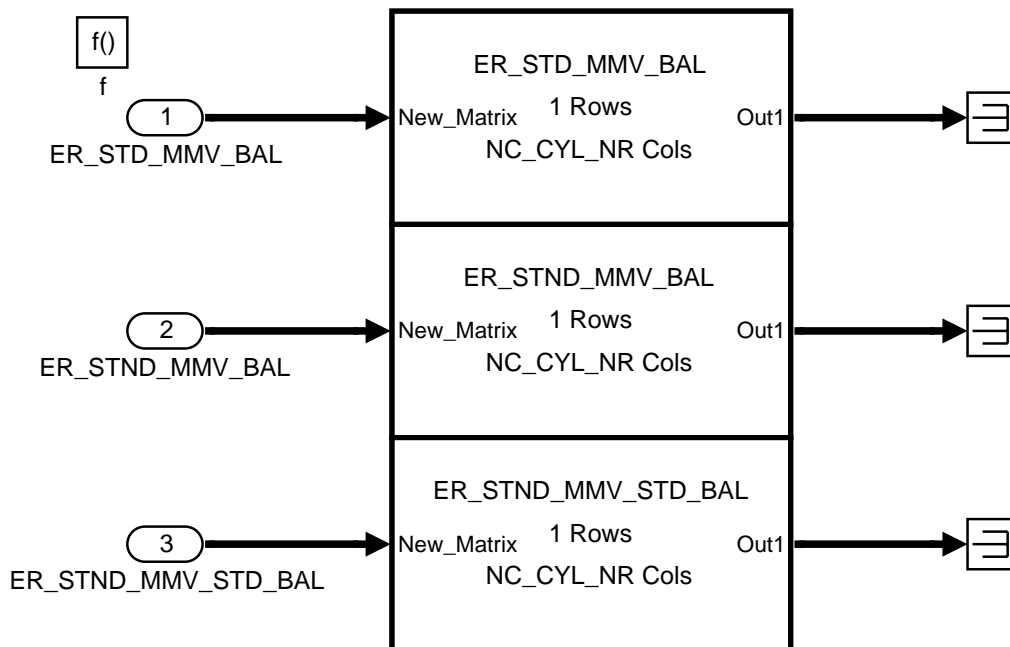 f()
f
1
ER_STD_MMV_BAL
ER_STD_MMV_BAL
New_Matrix 1 Rows Out1
NC_CYL_NR Cols
2
ER_STND_MMV_BAL
ER_STND_MMV_BAL
New_Matrix 1 Rows Out1
NC_CYL_NR Cols
3
ER_STND_MMV_STD_BAL
ER_STND_MMV_STD_BAL
New_Matrix 1 Rows Out1
NC_CYL_NR Cols